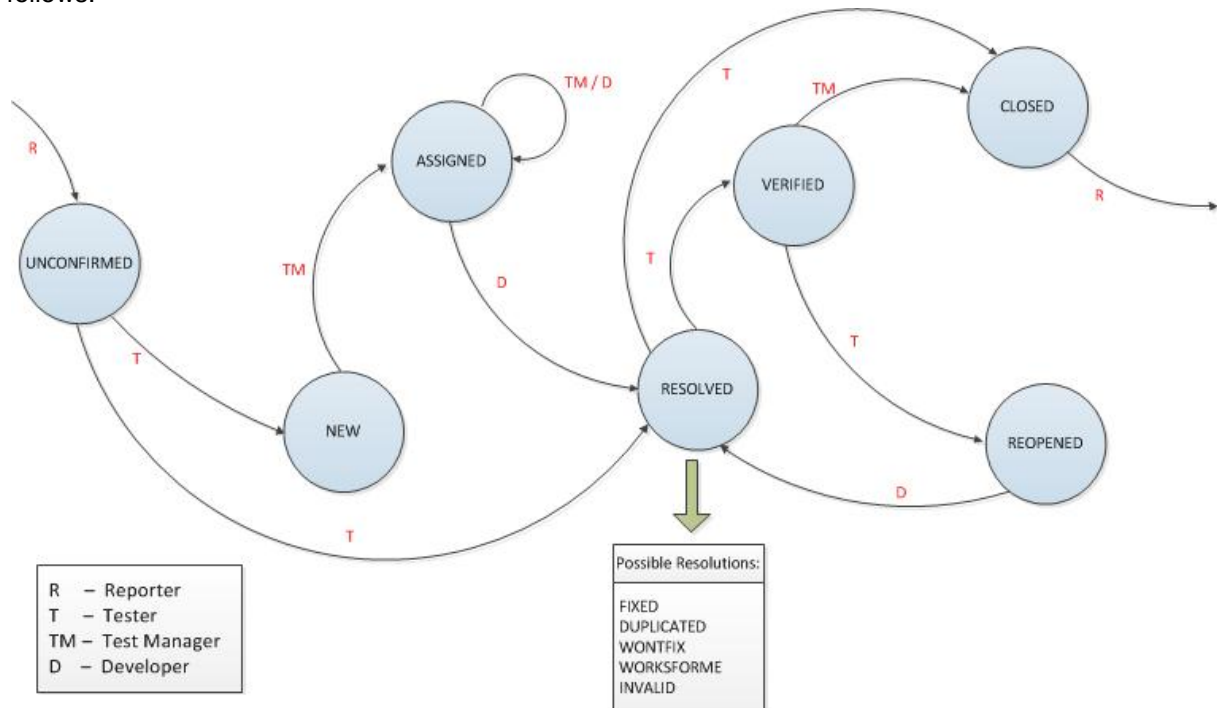 follows:
R
UNCONFIRMED
T
T
NEW
TM
ASSIGNED
TM / D
D
RESOLVED
T
T
VERIFIED
TM
CLOSED
R
T
REOPENED
D
R – Reporter
T – Tester
TM – Test Manager
D – Developer
Possible Resolutions:
FIXED
DUPLICATED
WONTFIX
WORKSFORME
INVALID